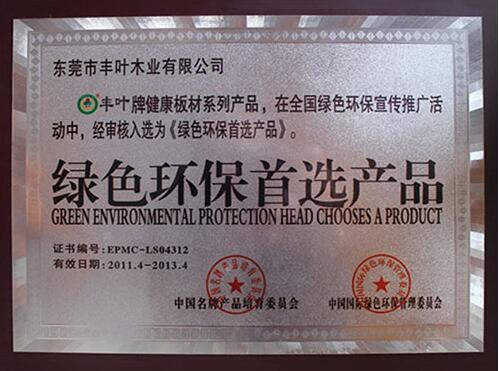 东莞市丰叶木业有限公司
丰叶牌健康板材系列产品，在全国绿色环保宣传推广活
动中，经审核入选为《绿色环保首选产品》。
绿色环保首选产品
GREEN ENVIRONMENTAL PROTECTION HEAD CHOOSES A PRODUCT
证书编号：EPMC-LS04312
有效日期：2011.4-2013.4
中国名牌产品培育委员会
中国国际绿色环保管理委员会